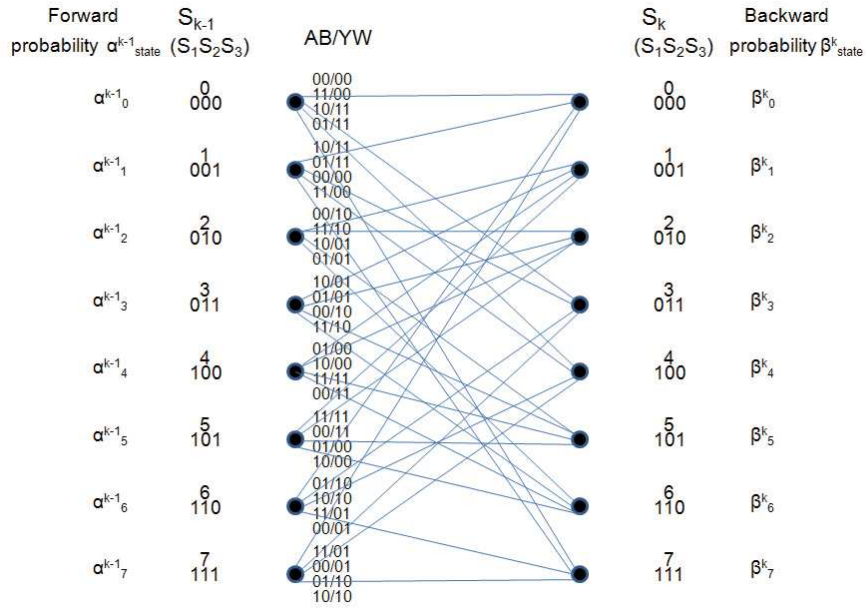 Forward
probability αᵏ⁻¹state
Sk-1
(S₁S₂S₃)
AB/YW
Sk
(S₁S₂S₃)
Backward
probability βᵏstate
αᵏ⁻¹₀
0
000
00/00
11/00
10/11
01/11
0
000
βᵏ₀
αᵏ⁻¹₁
1
001
10/11
01/11
00/00
11/00
1
001
βᵏ₁
αᵏ⁻¹₂
2
010
00/10
11/10
10/01
01/01
2
010
βᵏ₂
αᵏ⁻¹₃
3
011
10/01
01/01
00/10
11/10
3
011
βᵏ₃
αᵏ⁻¹₄
4
100
01/00
10/00
11/11
00/11
4
100
βᵏ₄
αᵏ⁻¹₅
5
101
11/11
00/11
01/00
10/00
5
101
βᵏ₅
αᵏ⁻¹₆
6
110
01/10
10/10
11/01
00/01
6
110
βᵏ₆
αᵏ⁻¹₇
7
111
11/01
00/01
01/10
10/10
7
111
βᵏ₇